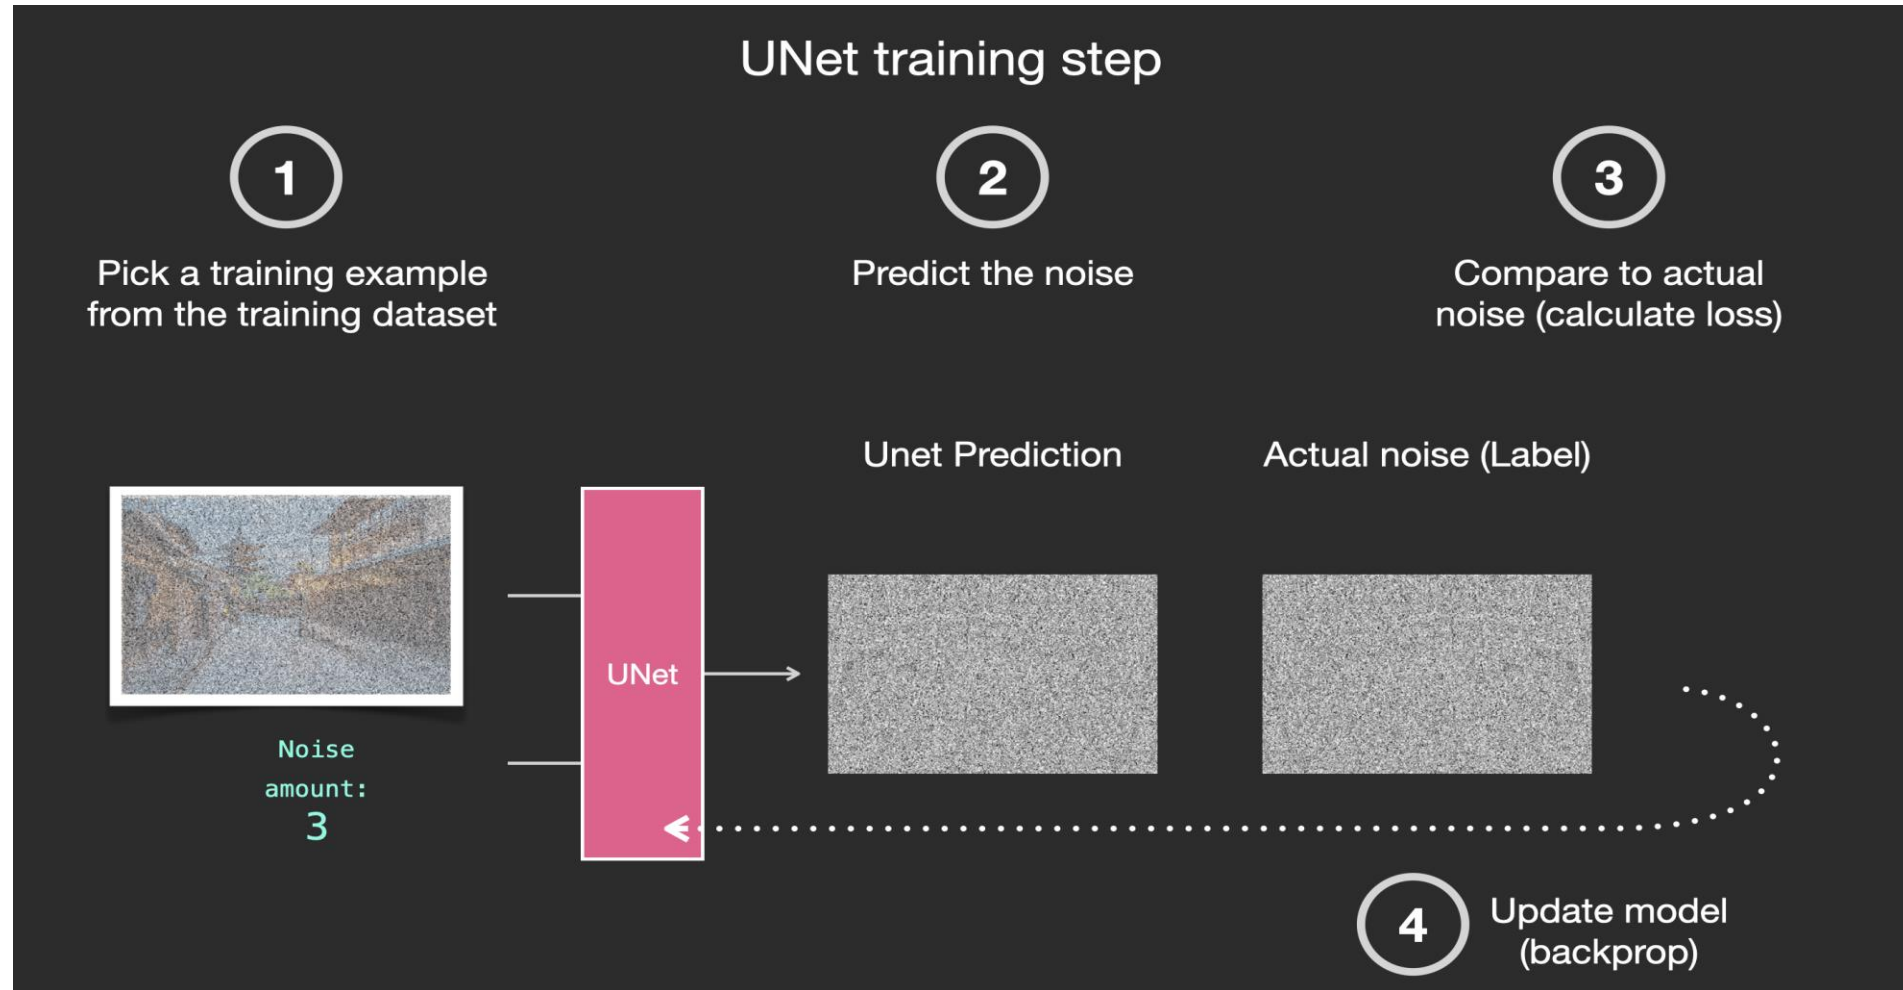 UNet training step
1
Pick a training example
from the training dataset
2
Predict the noise
3
Compare to actual
noise (calculate loss)
Unet Prediction
Actual noise (Label)
UNet
Noise
amount:
3
4
Update model
(backprop)